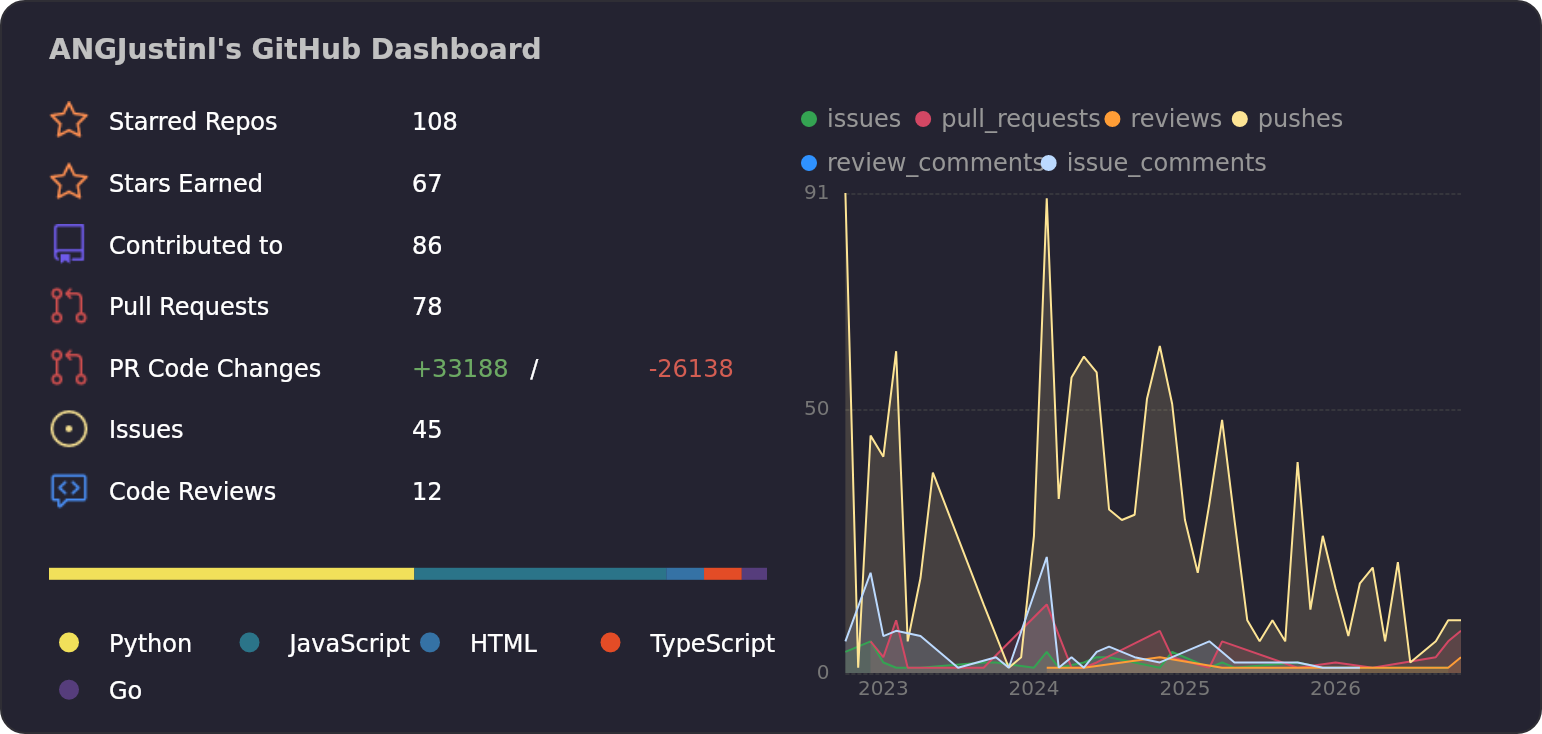 ANGJustinl's GitHub Dashboard
Starred Repos 108
Stars Earned 67
Contributed to 86
Pull Requests 78
PR Code Changes +33188 / -26138
Issues 45
Code Reviews 12
Python JavaScript HTML TypeScript
Go
issues pull_requests reviews pushes
review_comments issue_comments
91
50
0
2023 2024 2025 2026